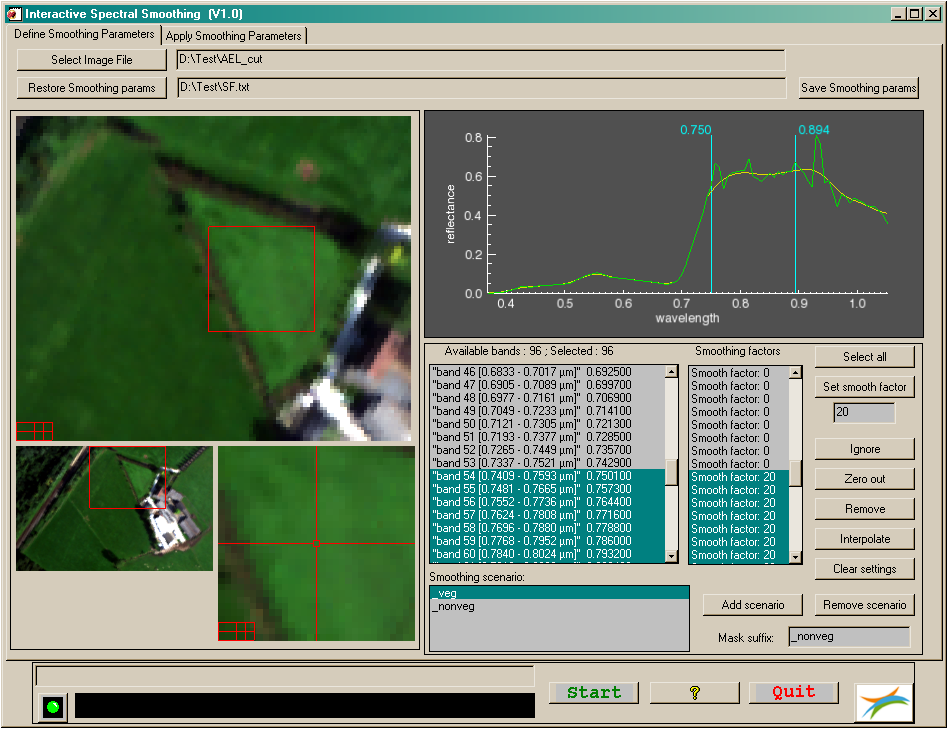 Interactive Spectral Smoothing (V1.0)
Define Smoothing Parameters
Apply Smoothing Parameters
Select Image File
D:\Test\AEL_cut
Restore Smoothing params
D:\Test\SF.txt
Save Smoothing params
0.750
0.894
0.8
0.6
0.4
0.2
0.0
reflectance
0.4 0.5 0.6 0.7 0.8 0.9 1.0
wavelength
Available bands : 96 ; Selected : 96
"band 46 [0.6833 - 0.7017 µm]" 0.692500
"band 47 [0.6905 - 0.7089 µm]" 0.699700
"band 48 [0.6977 - 0.7161 µm]" 0.706900
"band 49 [0.7049 - 0.7233 µm]" 0.714100
"band 50 [0.7121 - 0.7305 µm]" 0.721300
"band 51 [0.7193 - 0.7377 µm]" 0.728500
"band 52 [0.7265 - 0.7449 µm]" 0.735700
"band 53 [0.7337 - 0.7521 µm]" 0.742900
"band 54 [0.7409 - 0.7593 µm]" 0.750100
"band 55 [0.7481 - 0.7665 µm]" 0.757300
"band 56 [0.7552 - 0.7736 µm]" 0.764400
"band 57 [0.7624 - 0.7808 µm]" 0.771600
"band 58 [0.7696 - 0.7880 µm]" 0.778800
"band 59 [0.7768 - 0.7952 µm]" 0.786000
"band 60 [0.7840 - 0.8024 µm]" 0.793200
Smoothing factors
Smooth factor: 0
Smooth factor: 0
Smooth factor: 0
Smooth factor: 0
Smooth factor: 0
Smooth factor: 0
Smooth factor: 0
Smooth factor: 0
Smooth factor: 20
Smooth factor: 20
Smooth factor: 20
Smooth factor: 20
Smooth factor: 20
Smooth factor: 20
Smooth factor: 20
Select all
Set smooth factor
20
Ignore
Zero out
Remove
Interpolate
Clear settings
Smoothing scenario:
_veg
_nonveg
Add scenario
Remove scenario
Mask suffix:
_nonveg
Start
?
Quit